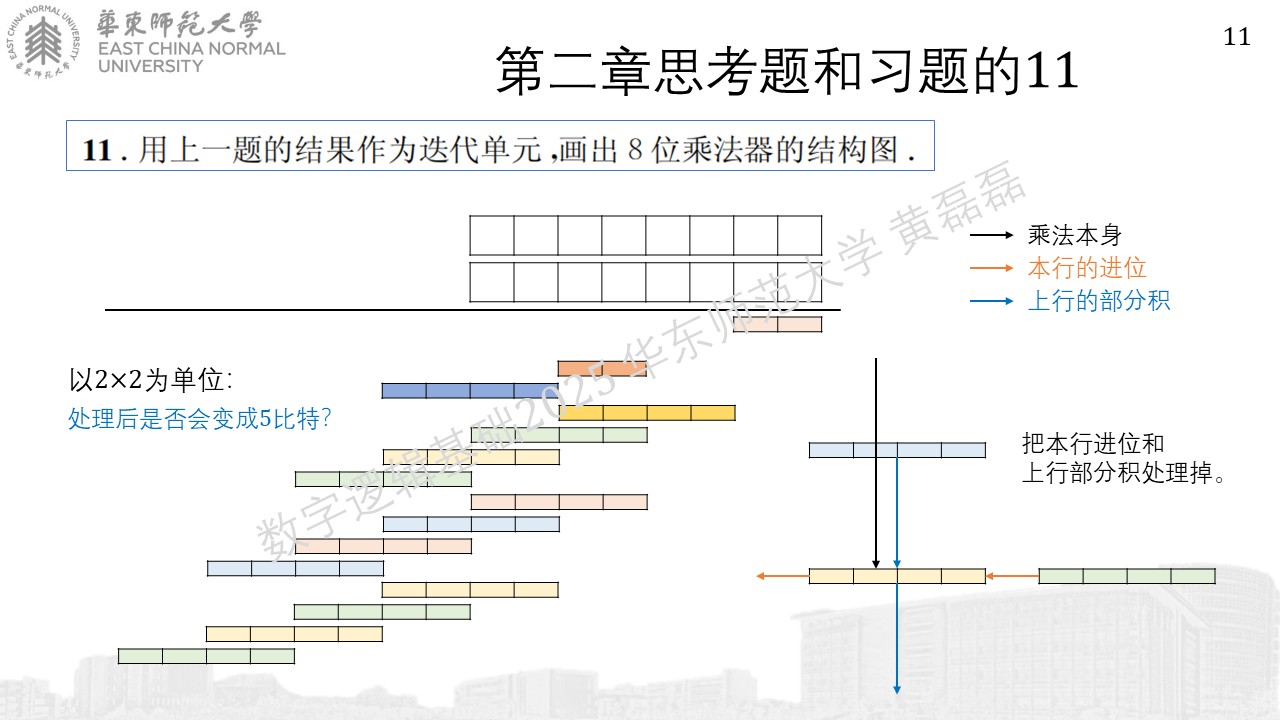 華東師範大學
EAST CHINA NORMAL
UNIVERSITY
EAST CHINA NORMAL UNIVERSITY
華東师范大学
11
第二章思考题和习题的11
11．用上一题的结果作为迭代单元,画出 8 位乘法器的结构图．
乘法本身
本行的进位
上行的部分积
以2×2为单位：
处理后是否会变成5比特？
把本行进位和
上行部分积处理掉。
数字逻辑基础2025 华东师范大学 黄磊磊